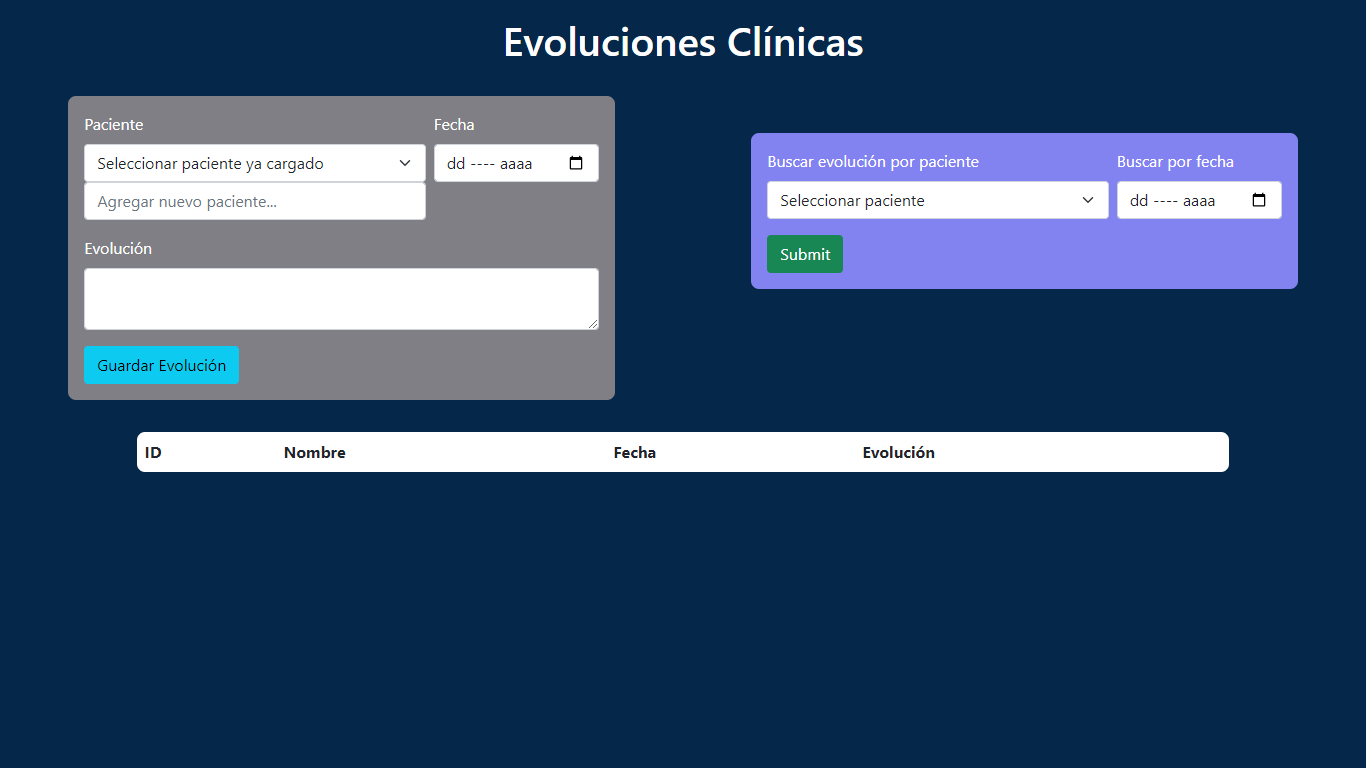 Evoluciones Clínicas
Paciente Fecha
Seleccionar paciente ya cargado dd ---- aaaa
Agregar nuevo paciente...
Evolución
Guardar Evolución
Buscar evolución por paciente Buscar por fecha
Seleccionar paciente dd ---- aaaa
Submit
ID Nombre Fecha Evolución